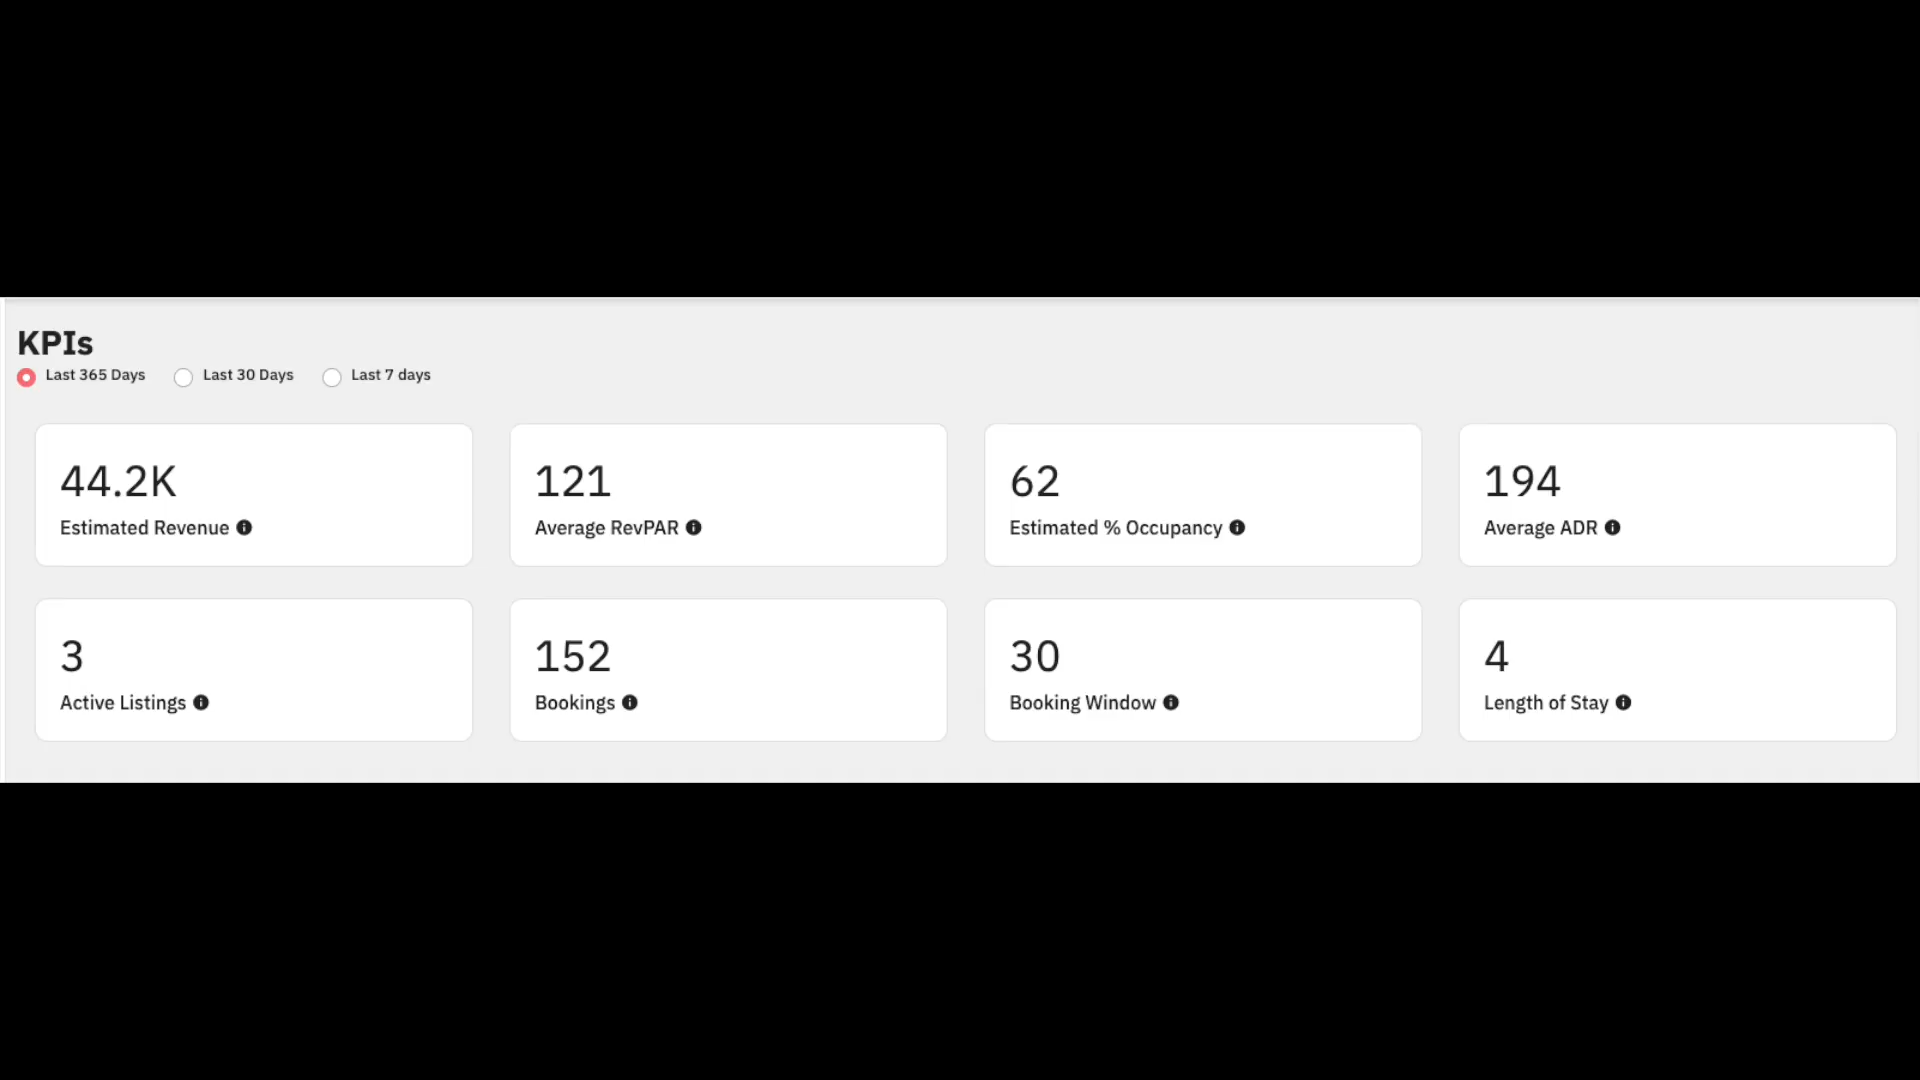 KPIs
Last 365 Days Last 30 Days Last 7 days
44.2K 121 62 194
Estimated Revenue Average RevPAR Estimated % Occupancy Average ADR
3 152 30 4
Active Listings Bookings Booking Window Length of Stay